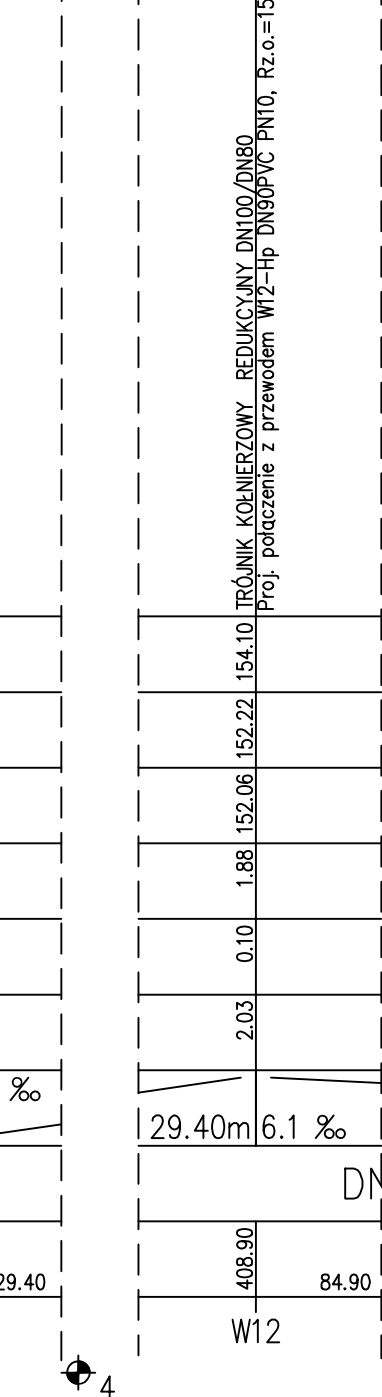 TRÓJNIK KOŁNIERZOWY REDUKCYJNY DN100/DN80
Proj. połączenie z przewodem W12-Hp DN90PVC PN10, Rz.o.=15
154.10
152.22
152.06
1.88
0.10
2.03
‰
29.40m 6.1 ‰
DN
29.40
408.90
84.90
W12
4